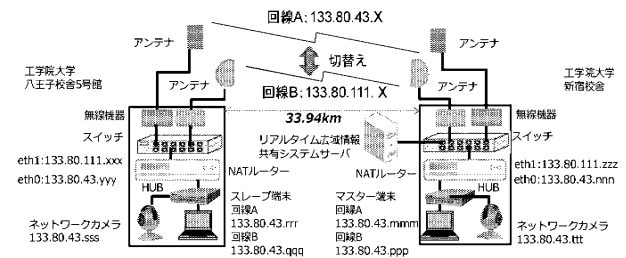 回線A; 133.80.43.X
アンテナ
アンテナ
切替え
工学院大学
八王子校舎5号館
アンテナ
アンテナ
工学院大学
新宿校舎
回線B; 133.80.111. X
無線機器
33.94km
無線機器
スイッチ
リアルタイム広域情報
共有システムサーバ
スイッチ
eth1:133.80.111.xxx
eth0:133.80.43.yyy
NATルーター
NATルーター
eth1:133.80.111.zzz
eth0:133.80.43.nnn
HUB
HUB
スレーブ端末
回線A
133.80.43.rrr
回線B
133.80.43.qqq
マスター端末
回線A
133.80.43.mmm
回線B
133.80.43.ppp
ネットワークカメラ
133.80.43.sss
ネットワークカメラ
133.80.43.ttt